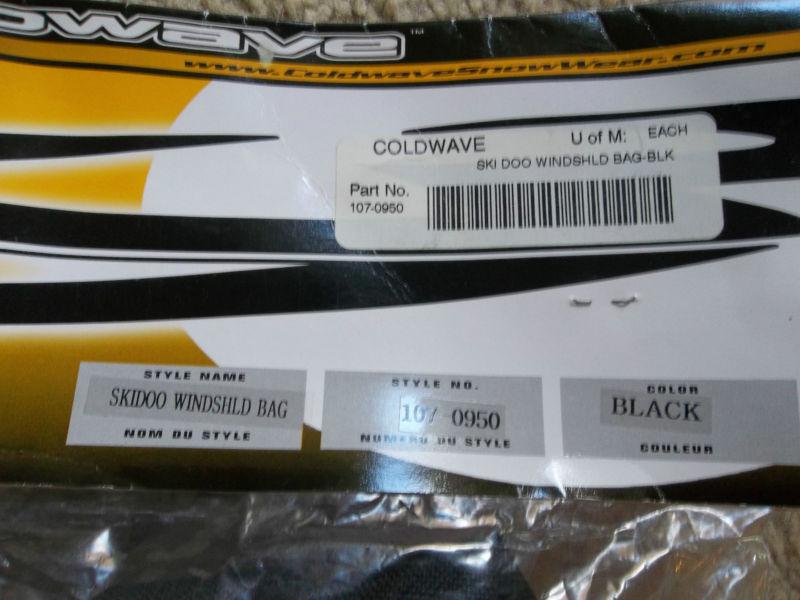 owave™
www.ColdwaveSnowWear.com
COLDWAVE U of M: EACH
SKI DOO WINDSHLD BAG-BLK
Part No.
107-0950
STYLE NAME
SKIDOO WINDSHLD BAG
NOM DU STYLE
STYLE NO.
107-0950
NUMERO DU STYLE
COLOR
BLACK
COULEUR